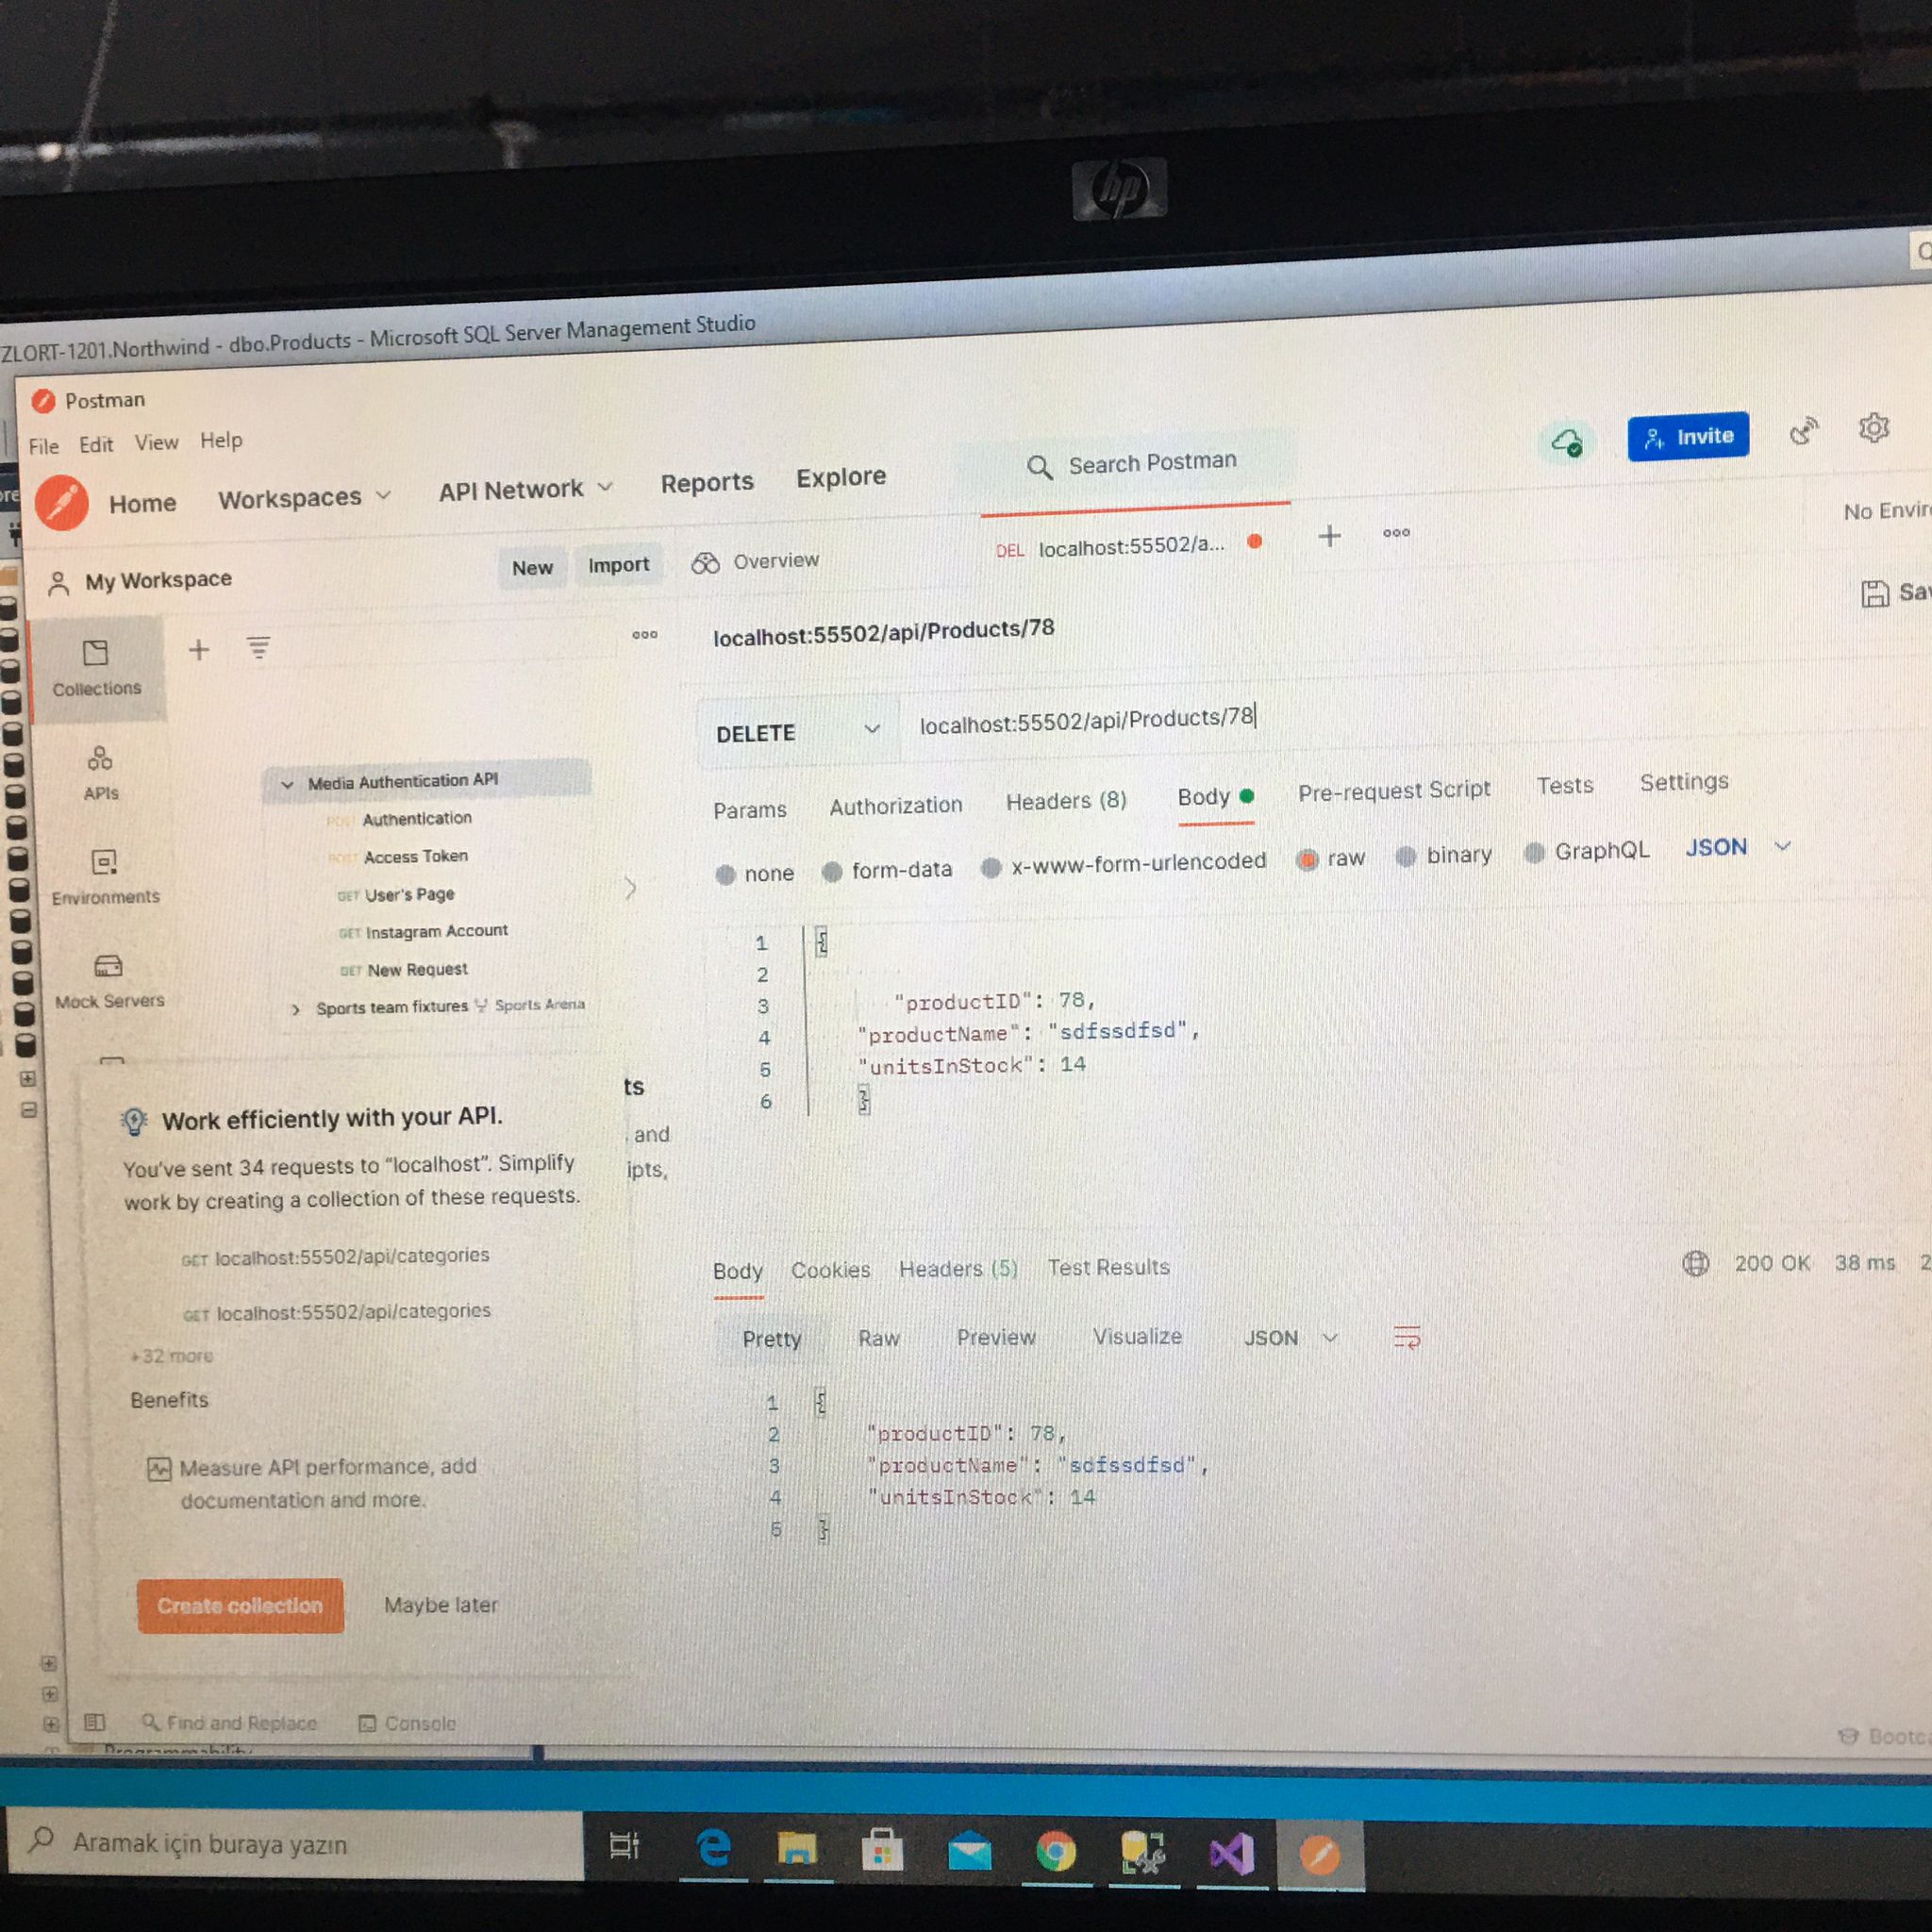 hp
ZLORT-1201.Northwind - dbo.Products - Microsoft SQL Server Management Studio
Postman
File Edit View Help
Home Workspaces API Network Reports Explore Search Postman Invite
My Workspace New Import Overview DEL localhost:55502/a... No Envir
localhost:55502/api/Products/78 Sav
Collections
DELETE localhost:55502/api/Products/78
APIs
Media Authentication API
Params Authorization Headers (8) Body Pre-request Script Tests Settings
POST Authentication
none form-data x-www-form-urlencoded raw binary GraphQL JSON
POST Access Token
Environments
GET User's Page
GET Instagram Account
GET New Request
Mock Servers
Sports team fixtures Sports Arena
1 {
2
3 "productID": 78,
4 "productName": "sdfssdfsd",
5 "unitsInStock": 14
6 }
ts
and
ipts,
Work efficiently with your API.
You've sent 34 requests to “localhost”. Simplify
work by creating a collection of these requests.
GET localhost:55502/api/categories
GET localhost:55502/api/categories
+32 more
Benefits
Measure API performance, add
documentation and more.
Create collection Maybe later
Body Cookies Headers (5) Test Results 200 OK 38 ms 2
Pretty Raw Preview Visualize JSON
1 {
2 "productID": 78,
3 "productName": "sdfssdfsd",
4 "unitsInStock": 14
5 }
Find and Replace Console Bootca
Aramak için buraya yazın